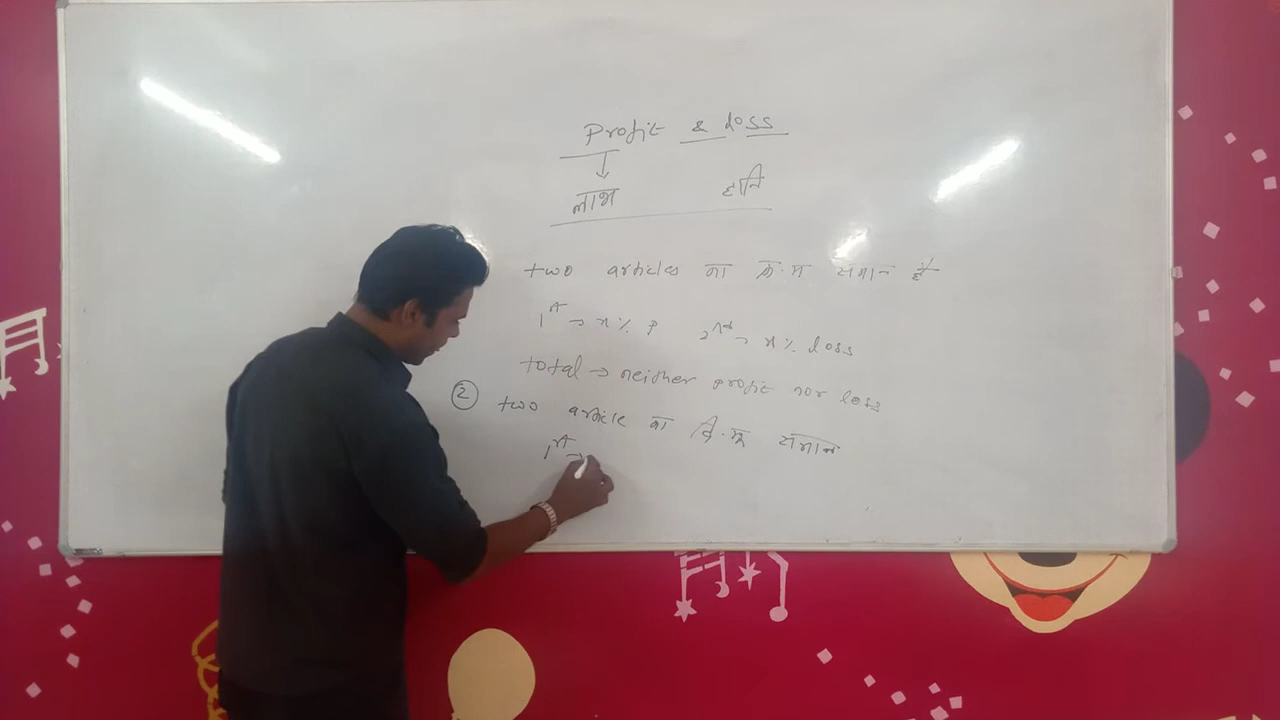 Profit & loss
लाभ हानि
two articles का क्र.म समान है
1st → x% P 2nd → x% loss
total → neither profit nor loss
② two article का वि.मू समान
1st →